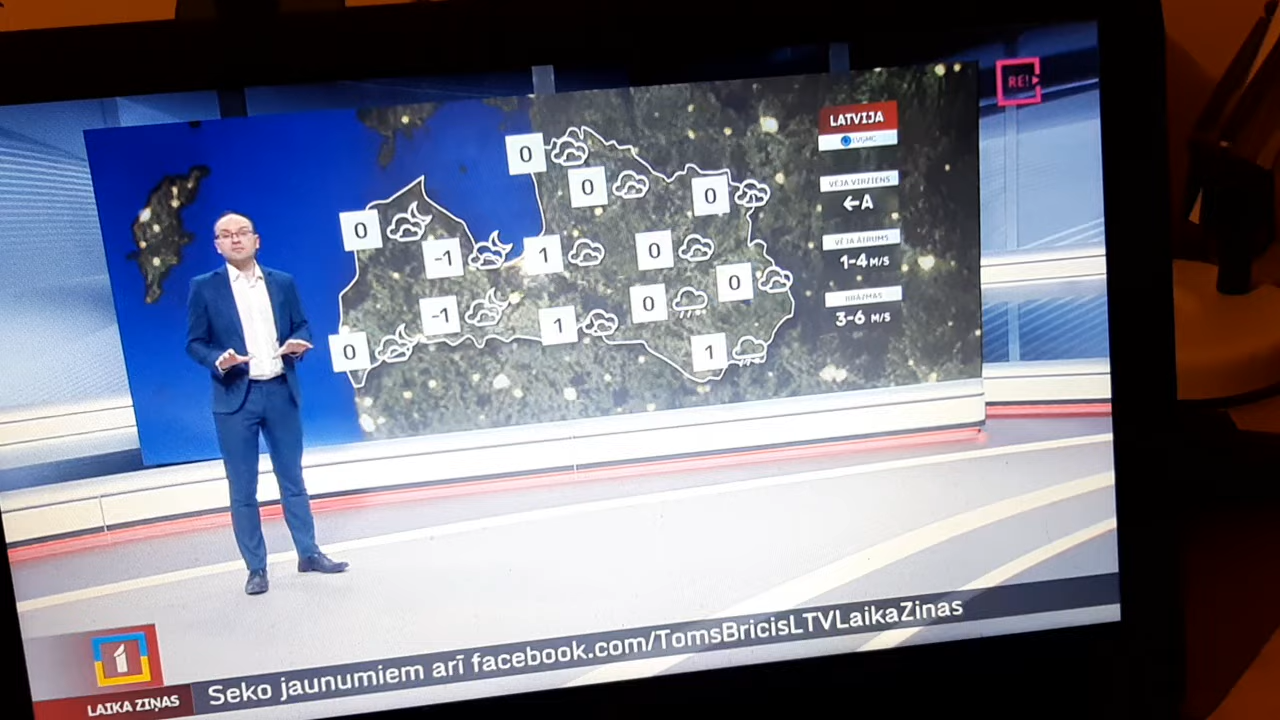 RE!
LATVIJA
LVĢMC
VĒJA VIRZIENS
←A
VĒJA ĀTRUMS
1-4 M/S
BRĀZMAS
3-6 M/S
0
0
0
0
-1
1
0
0
-1
1
0
0
1
1
LAIKA ZIŅAS
Seko jaunumiem arī facebook.com/TomsBricisLTVLaikaZinas